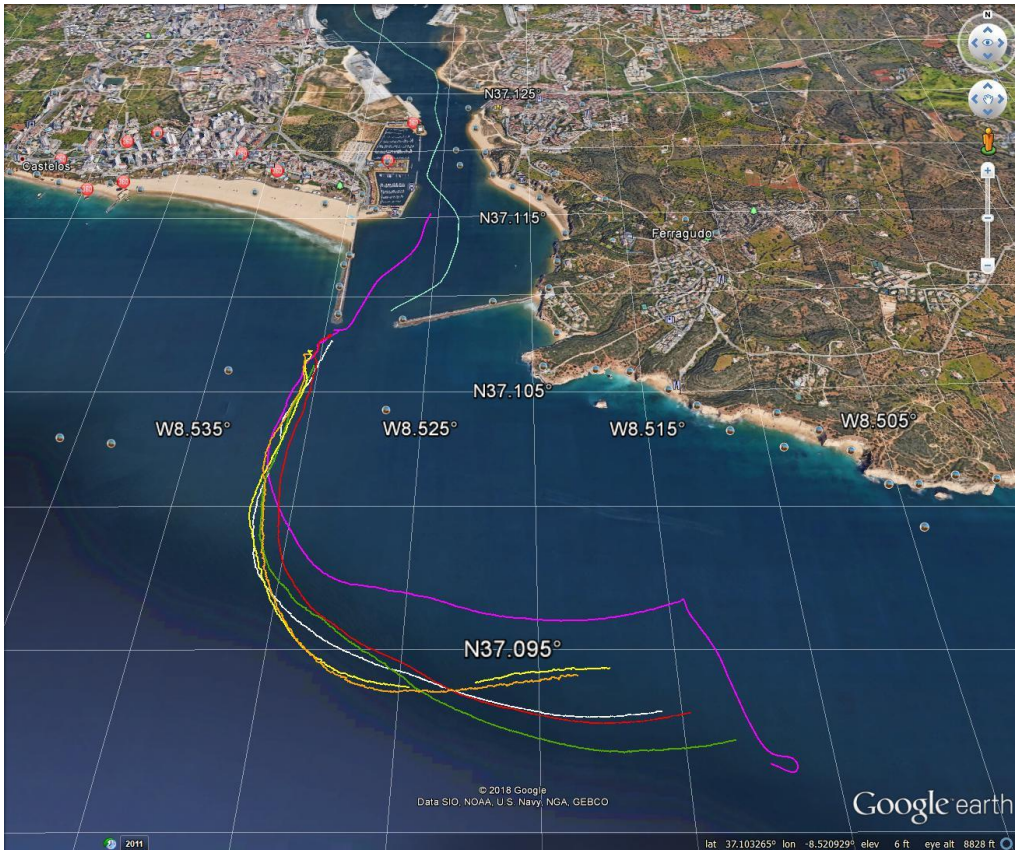 N
N37.125°
Castelos
N37.115°
Ferragudo
N37.105°
W8.535°
W8.525°
W8.515°
W8.505°
N37.095°
© 2018 Google
Data SIO, NOAA, U.S. Navy, NGA, GEBCO
Google earth
2011
lat 37.103265° lon -8.520929° elev 6 ft eye alt 8828 ft